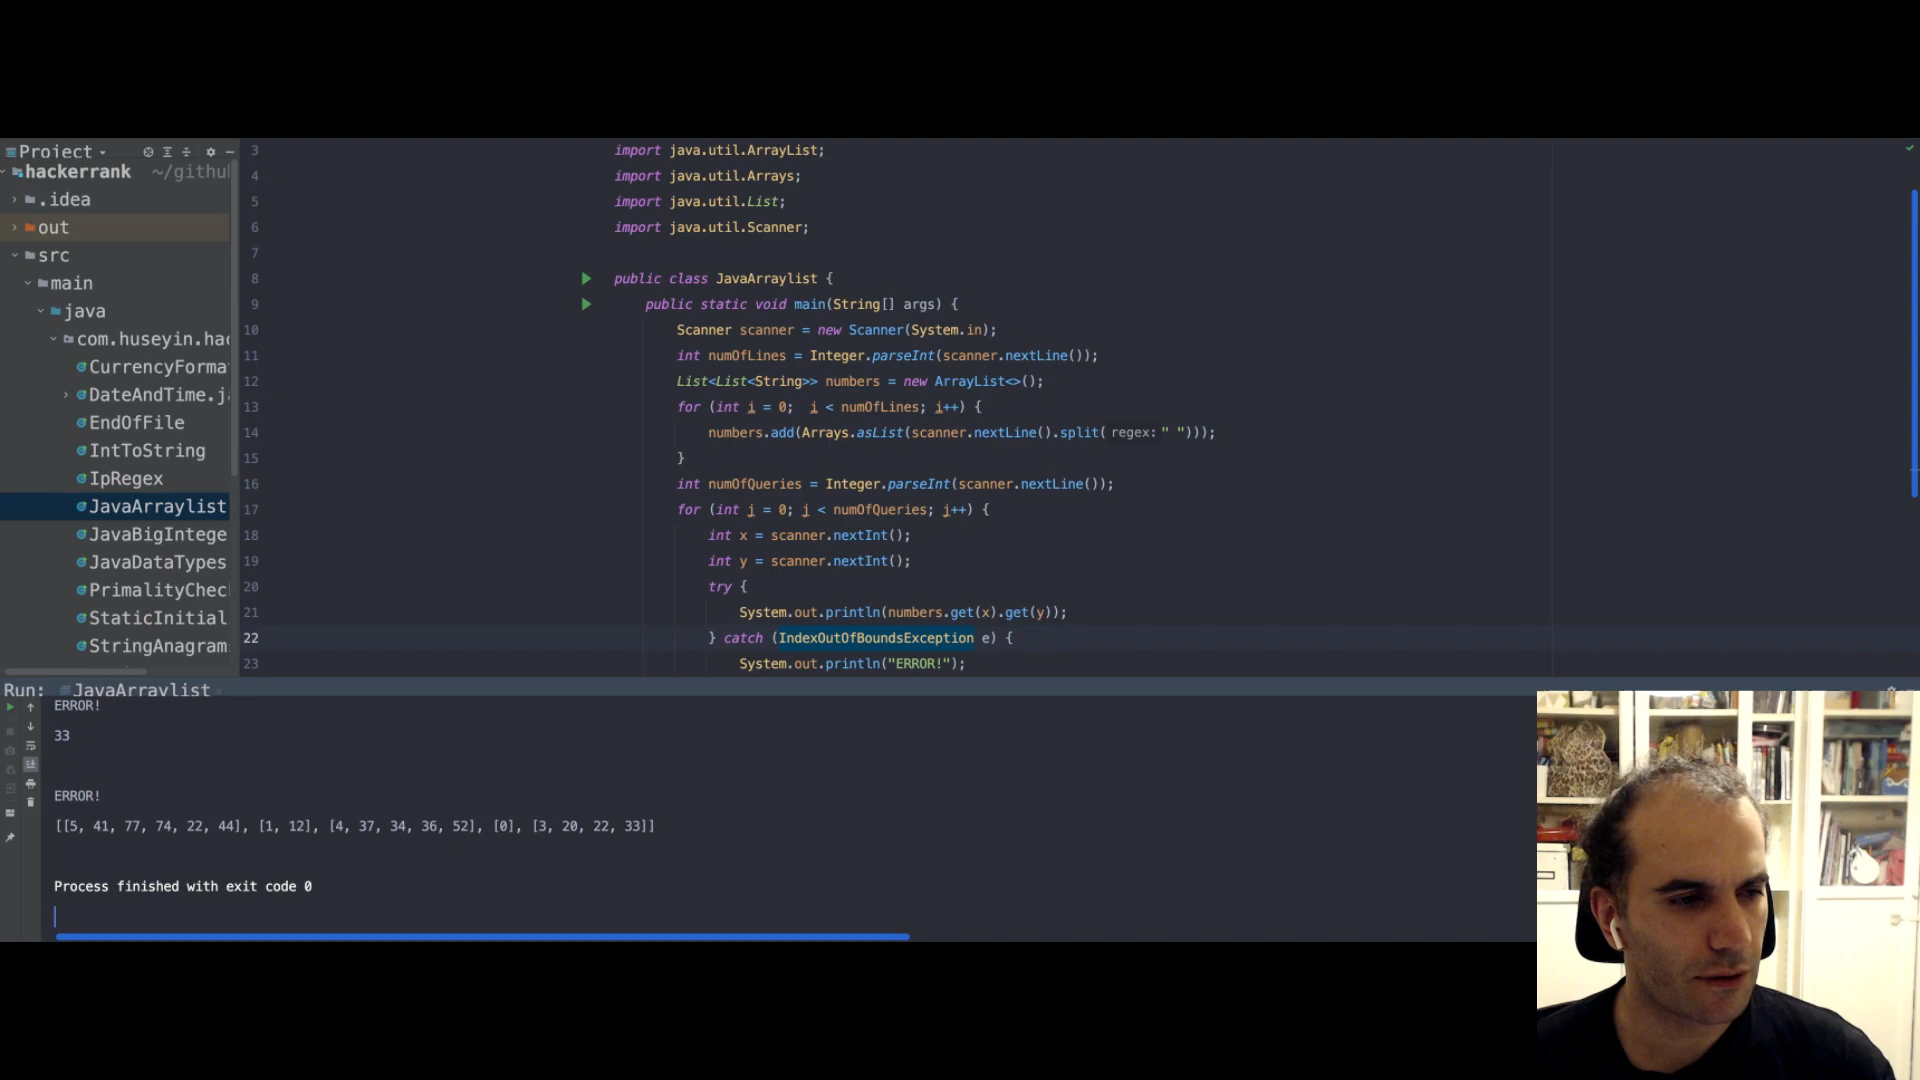 Project
hackerrank ~/githu
.idea
out
src
main
java
com.huseyin.hac
CurrencyForma
DateAndTime.j
EndOfFile
IntToString
IpRegex
JavaArraylist
JavaBigIntege
JavaDataTypes
PrimalityChec
StaticInitial
StringAnagram
3 import java.util.ArrayList;
4 import java.util.Arrays;
5 import java.util.List;
6 import java.util.Scanner;
7
8 public class JavaArraylist {
9 public static void main(String[] args) {
10 Scanner scanner = new Scanner(System.in);
11 int numOfLines = Integer.parseInt(scanner.nextLine());
12 List<List<String>> numbers = new ArrayList<>();
13 for (int i = 0; i < numOfLines; i++) {
14 numbers.add(Arrays.asList(scanner.nextLine().split( regex: " ")));
15 }
16 int numOfQueries = Integer.parseInt(scanner.nextLine());
17 for (int j = 0; j < numOfQueries; j++) {
18 int x = scanner.nextInt();
19 int y = scanner.nextInt();
20 try {
21 System.out.println(numbers.get(x).get(y));
22 } catch (IndexOutOfBoundsException e) {
23 System.out.println("ERROR!");
Run: JavaArraylist
ERROR!
33
ERROR!
[[5, 41, 77, 74, 22, 44], [1, 12], [4, 37, 34, 36, 52], [0], [3, 20, 22, 33]]
Process finished with exit code 0